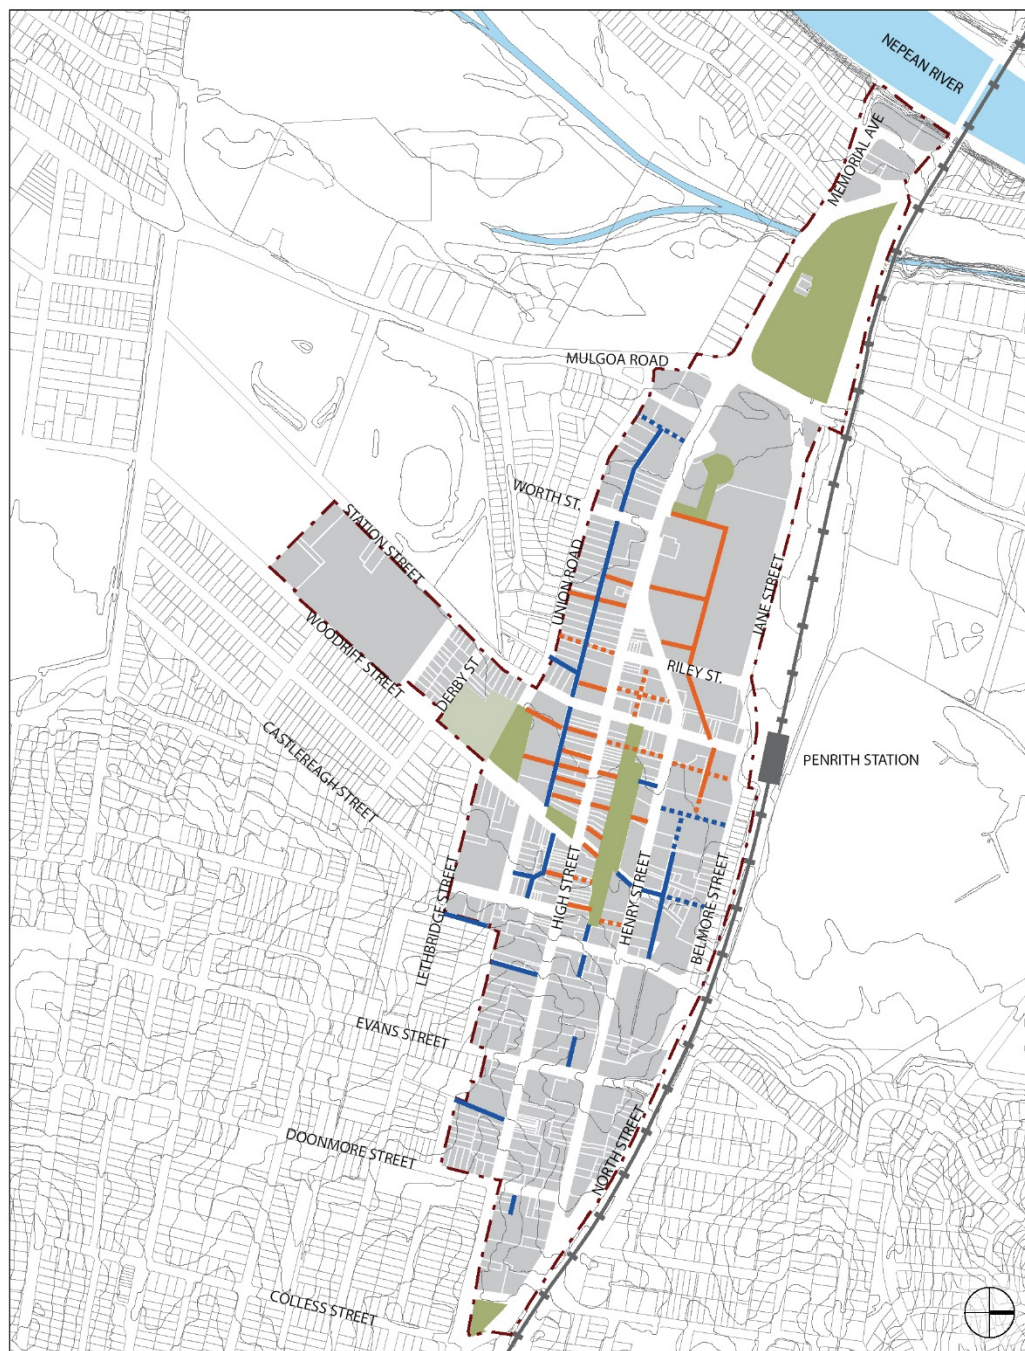 NEPEAN RIVER
MEMORIAL AVE
MULGOA ROAD
WORTH ST.
STATION STREET
UNION ROAD
JANE STREET
WOODRIFF STREET
RILEY ST.
DERBY ST
CASTLEREAGH STREET
PENRITH STATION
HIGH STREET
HENRY STREET
LETHBRIDGE STREET
BELMORE STREET
EVANS STREET
DOONMORE STREET
NORTH STREET
COLLESS STREET